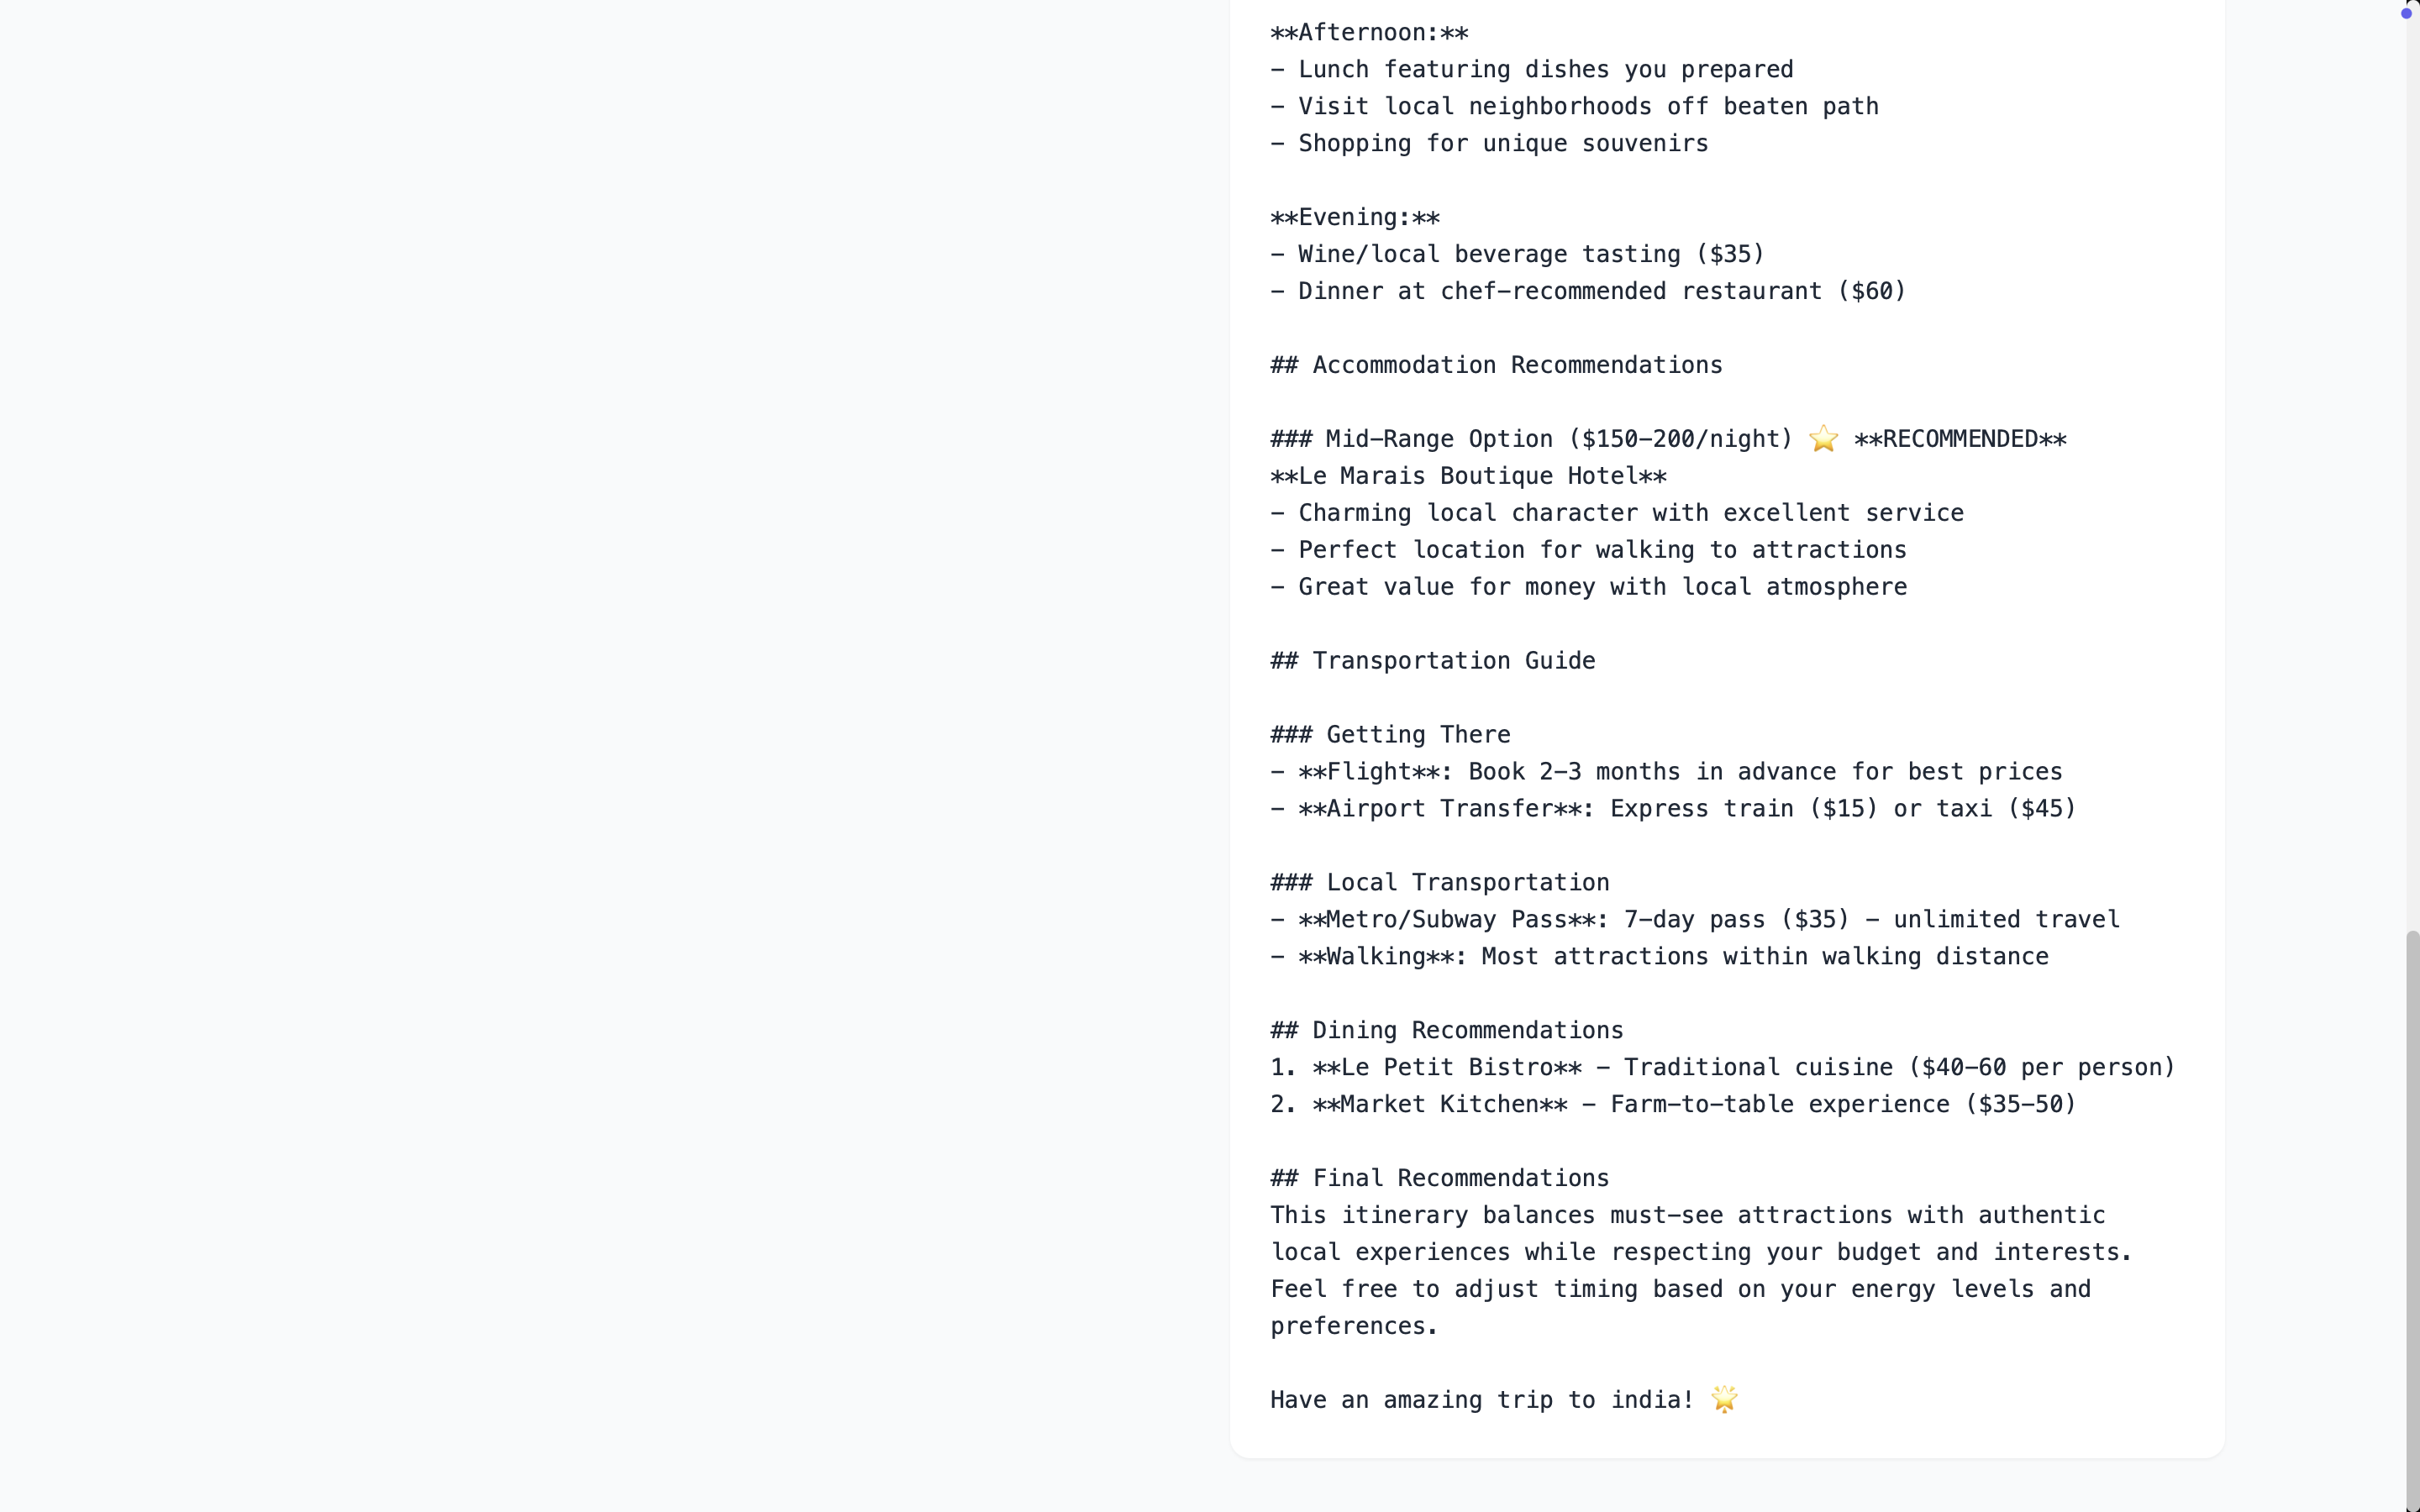 **Afternoon:**
- Lunch featuring dishes you prepared
- Visit local neighborhoods off beaten path
- Shopping for unique souvenirs
**Evening:**
- Wine/local beverage tasting ($35)
- Dinner at chef-recommended restaurant ($60)
## Accommodation Recommendations
### Mid-Range Option ($150-200/night) ⭐ **RECOMMENDED**
**Le Marais Boutique Hotel**
- Charming local character with excellent service
- Perfect location for walking to attractions
- Great value for money with local atmosphere
## Transportation Guide
### Getting There
- **Flight**: Book 2-3 months in advance for best prices
- **Airport Transfer**: Express train ($15) or taxi ($45)
### Local Transportation
- **Metro/Subway Pass**: 7-day pass ($35) - unlimited travel
- **Walking**: Most attractions within walking distance
## Dining Recommendations
1. **Le Petit Bistro** - Traditional cuisine ($40-60 per person)
2. **Market Kitchen** - Farm-to-table experience ($35-50)
## Final Recommendations
This itinerary balances must-see attractions with authentic
local experiences while respecting your budget and interests.
Feel free to adjust timing based on your energy levels and
preferences.
Have an amazing trip to india! 🌟